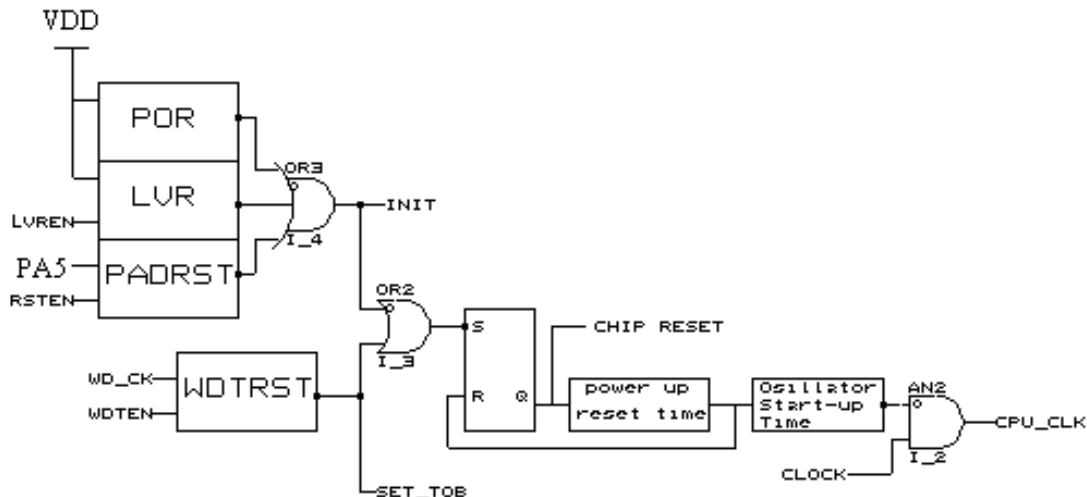 VDD
POR
OR3
LVR
INIT
LVREN
I_4
PA5
PADRST
RSTEN
OR2
S
CHIP RESET
I_3
WD_CK
WDTRST
WDTEN
R
Q
power up
reset time
Osillator
Start-up
Time
AN2
CPU_CLK
I_2
CLOCK
SET_TOB